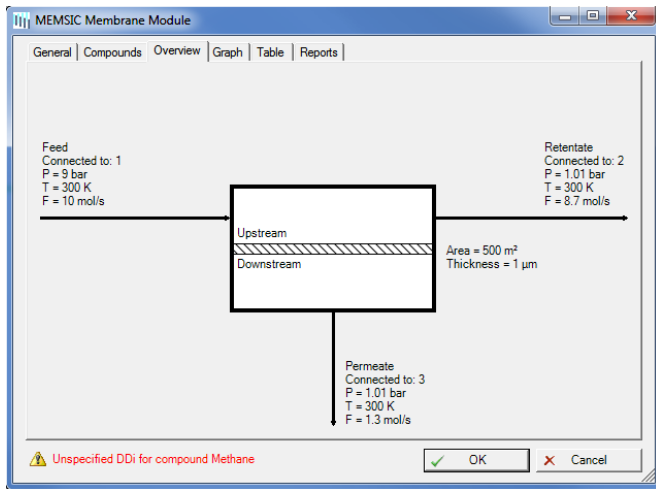 MEMSIC Membrane Module
General Compounds Overview Graph Table Reports
Feed
Connected to: 1
P = 9 bar
T = 300 K
F = 10 mol/s
Retentate
Connected to: 2
P = 1.01 bar
T = 300 K
F = 8.7 mol/s
Upstream
Downstream
Area = 500 m²
Thickness = 1 µm
Permeate
Connected to: 3
P = 1.01 bar
T = 300 K
F = 1.3 mol/s
Unspecified DDi for compound Methane
OK
Cancel